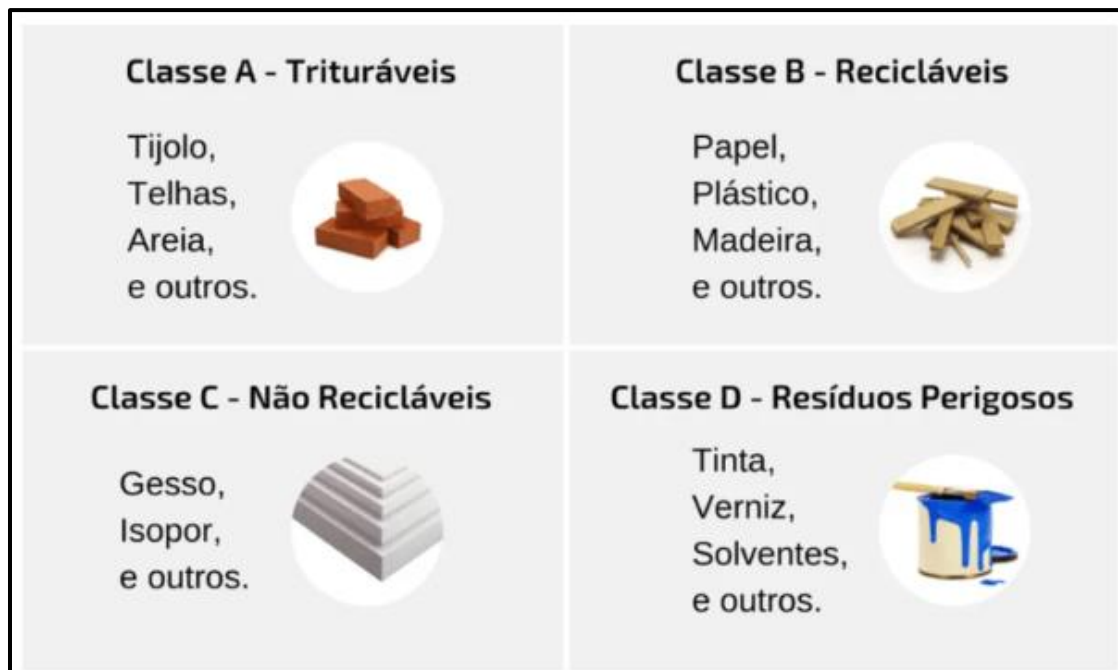 Classe A - Trituráveis
Tijolo,
Telhas,
Areia,
e outros.
Classe B - Recicláveis
Papel,
Plástico,
Madeira,
e outros.
Classe C - Não Recicláveis
Gesso,
Isopor,
e outros.
Classe D - Resíduos Perigosos
Tinta,
Verniz,
Solventes,
e outros.